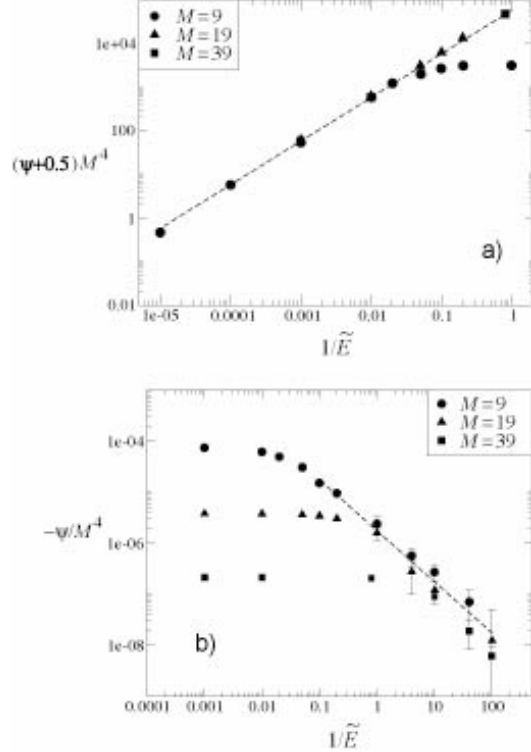 M=9
M=19
M=39
1e+04
100
1
0.01
(ψ+0.5)M⁴
a)
1e-05 0.0001 0.001 0.01 0.1 1
1/Ẽ
M=9
M=19
M=39
1e-04
1e-06
1e-08
−ψ/M⁴
b)
0.0001 0.001 0.01 0.1 1 10 100
1/Ẽ